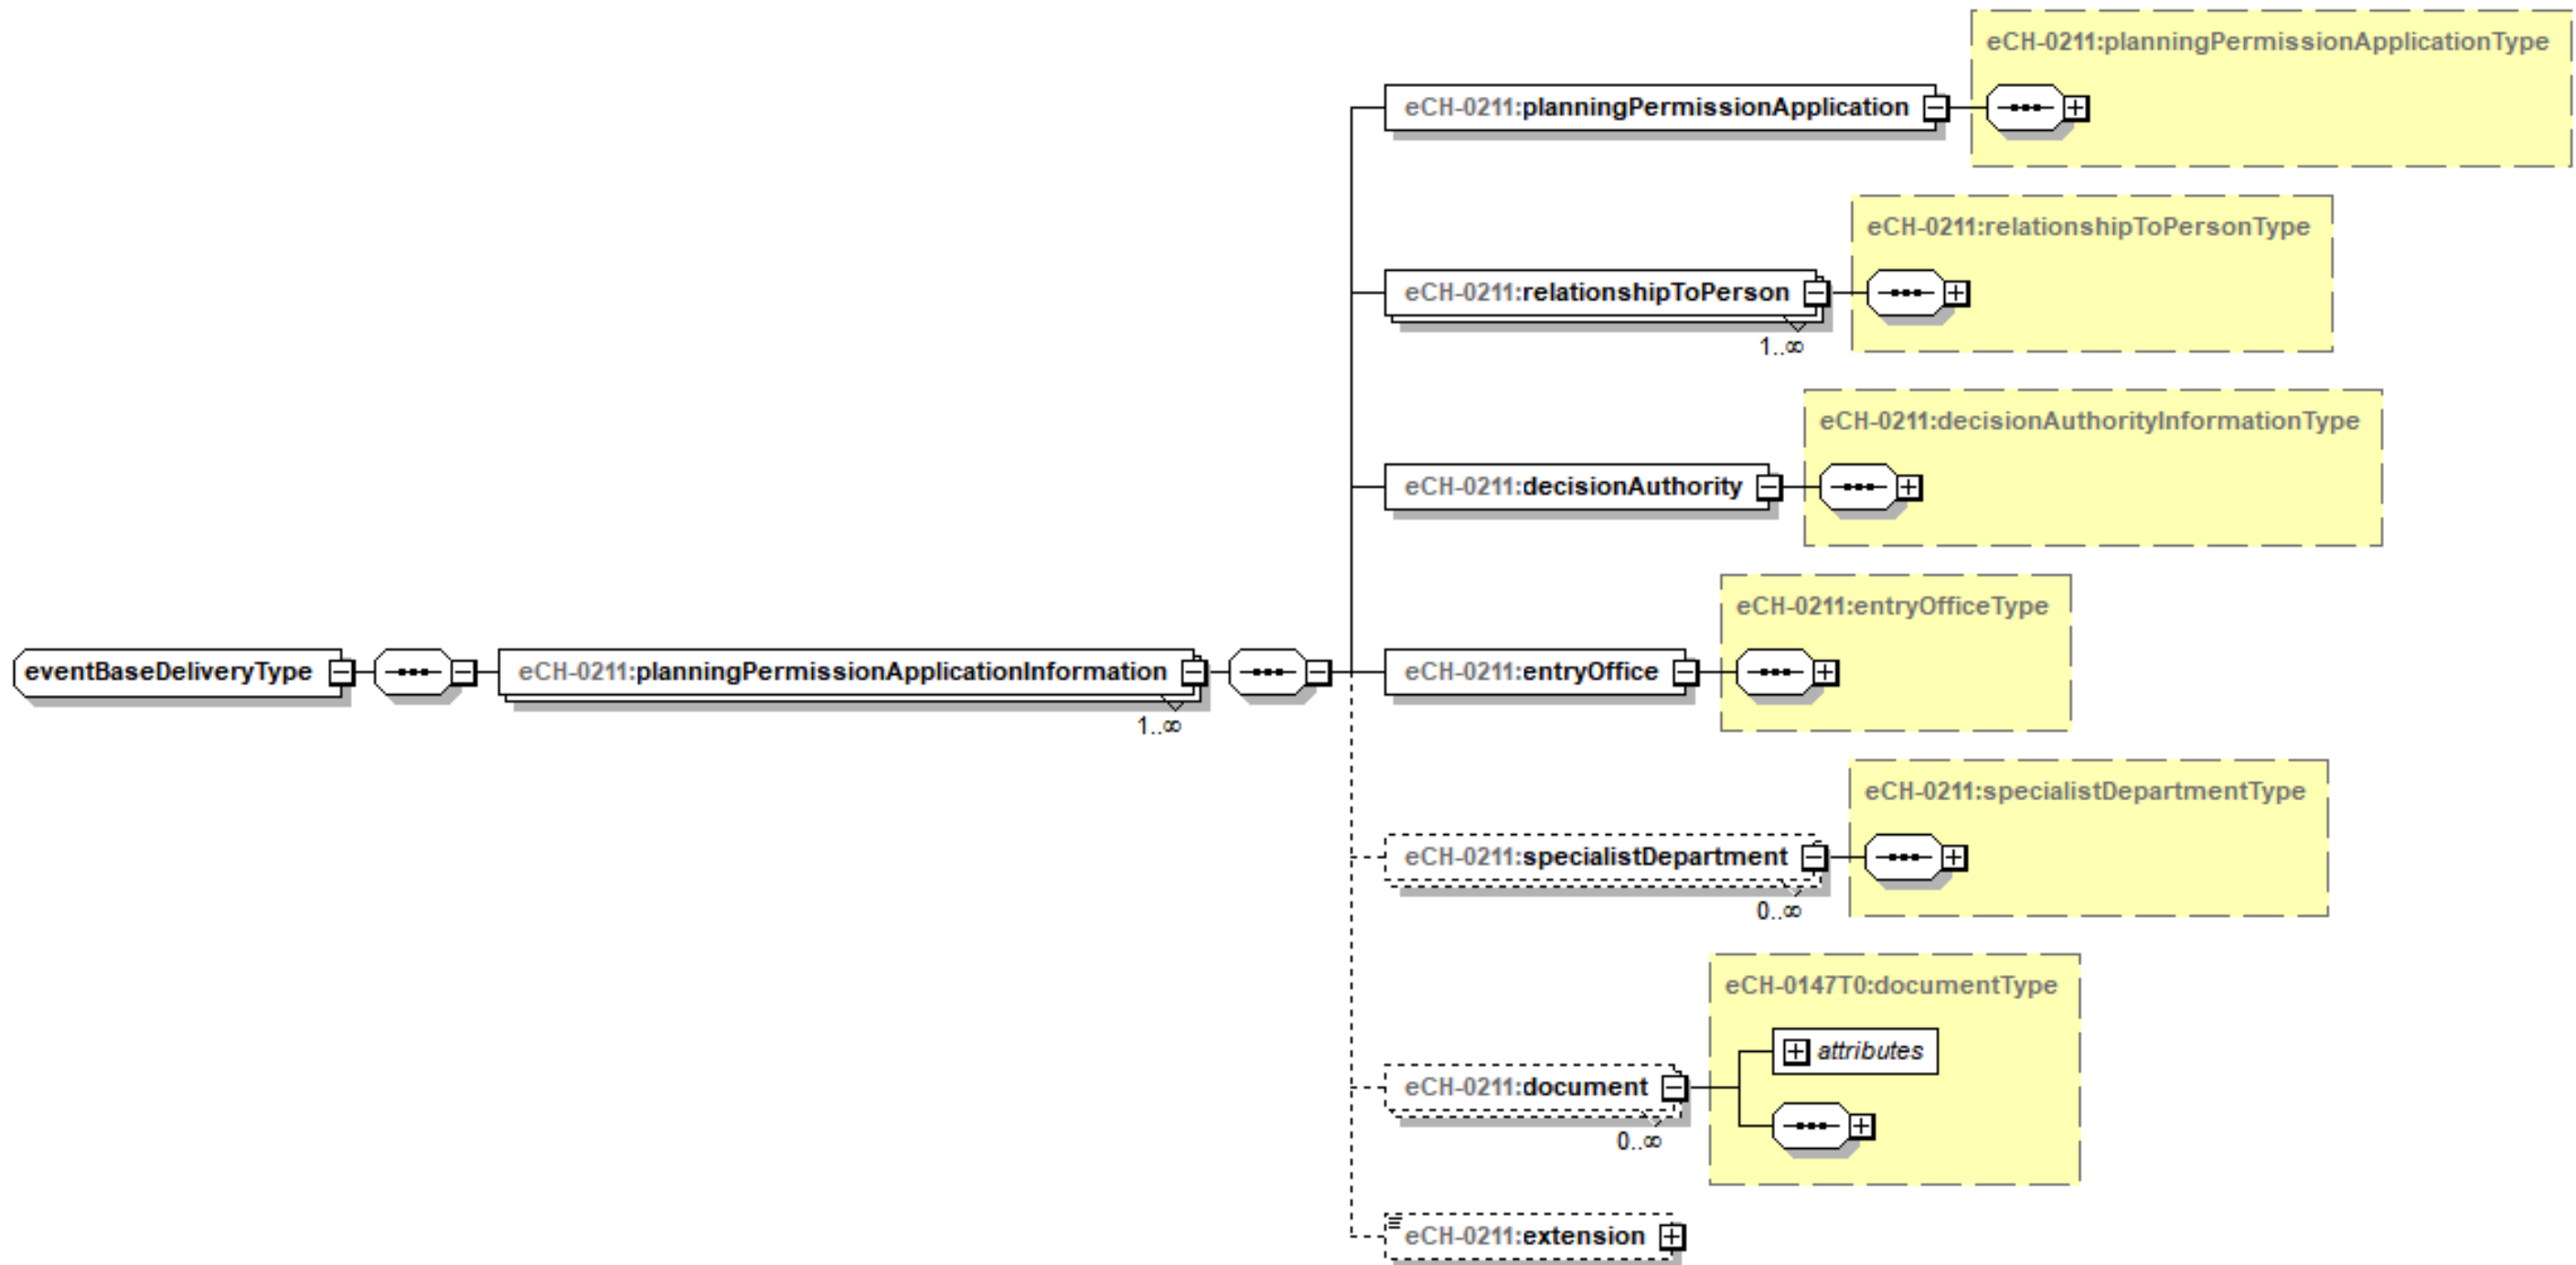 eCH-0211:planningPermissionApplicationType
eCH-0211:planningPermissionApplication
eCH-0211:relationshipToPersonType
eCH-0211:relationshipToPerson
1..∞
eCH-0211:decisionAuthorityInformationType
eCH-0211:decisionAuthority
eCH-0211:entryOfficeType
eventBaseDeliveryType
eCH-0211:planningPermissionApplicationInformation
1..∞
eCH-0211:entryOffice
eCH-0211:specialistDepartmentType
eCH-0211:specialistDepartment
0..∞
eCH-0147T0:documentType
attributes
eCH-0211:document
0..∞
eCH-0211:extension